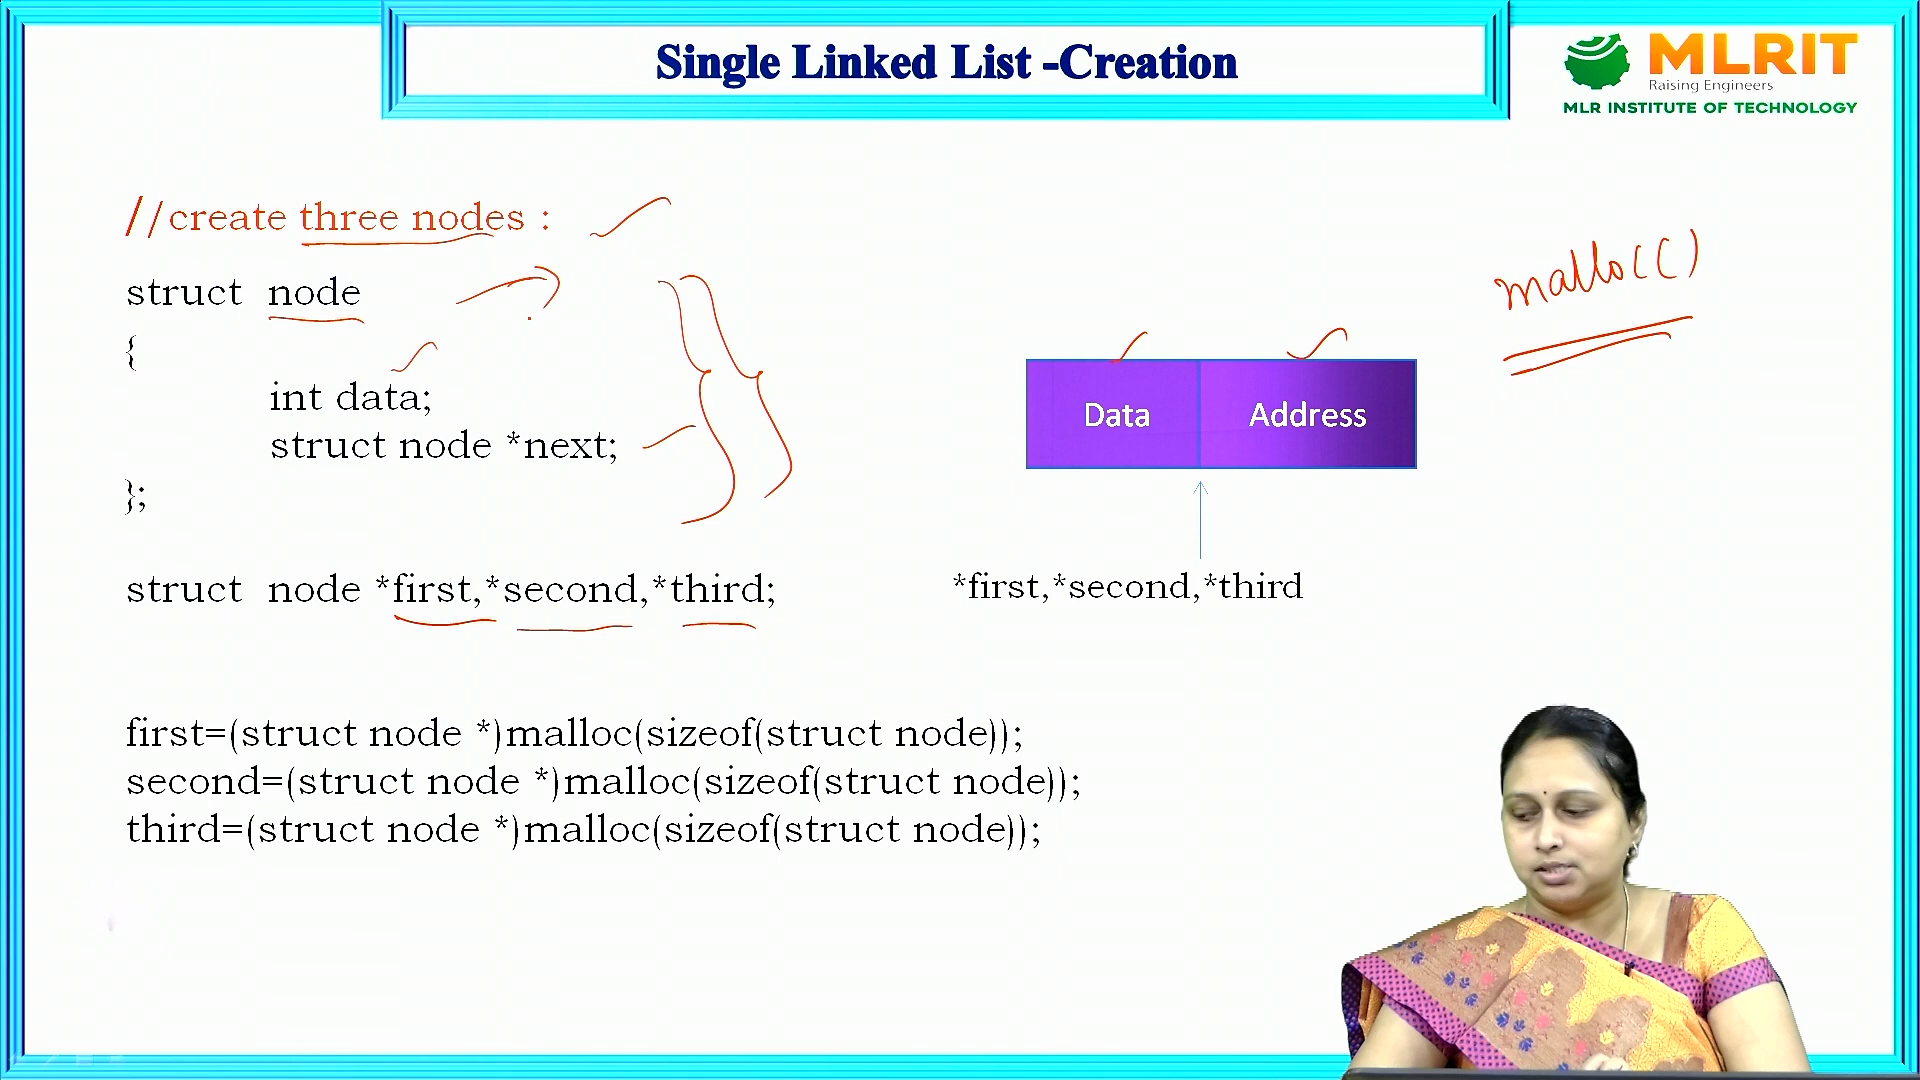 Single Linked List -Creation
MLRIT
Raising Engineers
MLR INSTITUTE OF TECHNOLOGY
//create three nodes :
struct node
{
int data;
struct node *next;
};
struct node *first,*second,*third;
first=(struct node *)malloc(sizeof(struct node));
second=(struct node *)malloc(sizeof(struct node));
third=(struct node *)malloc(sizeof(struct node));
malloc()
Data Address
*first,*second,*third